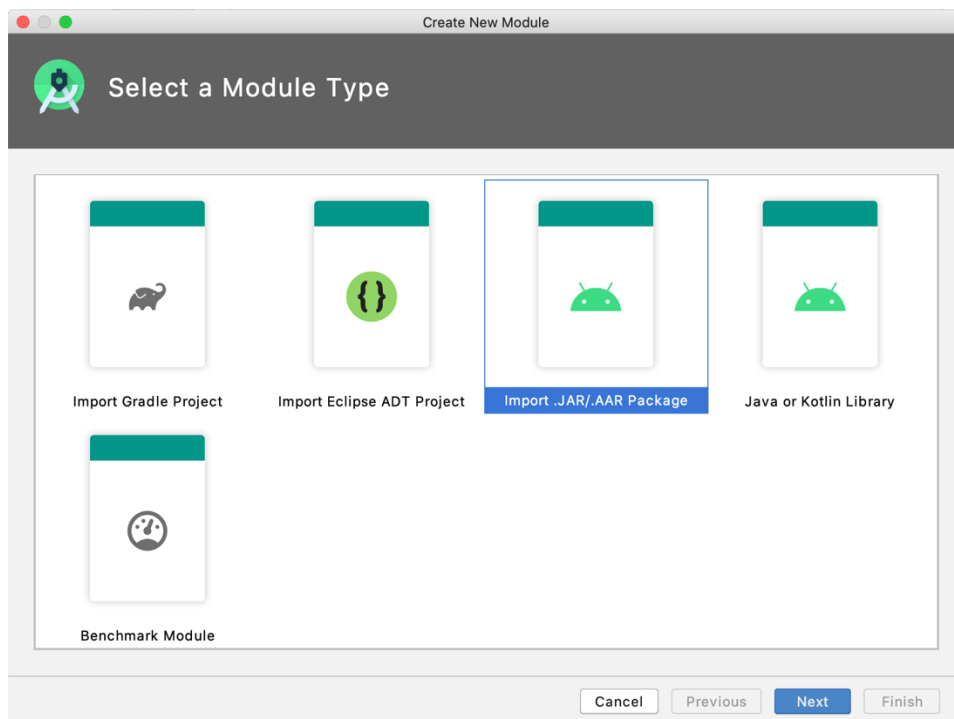 Create New Module
Select a Module Type
{}
Import Gradle Project
Import Eclipse ADT Project
Import .JAR/.AAR Package
Java or Kotlin Library
Benchmark Module
Cancel
Previous
Next
Finish